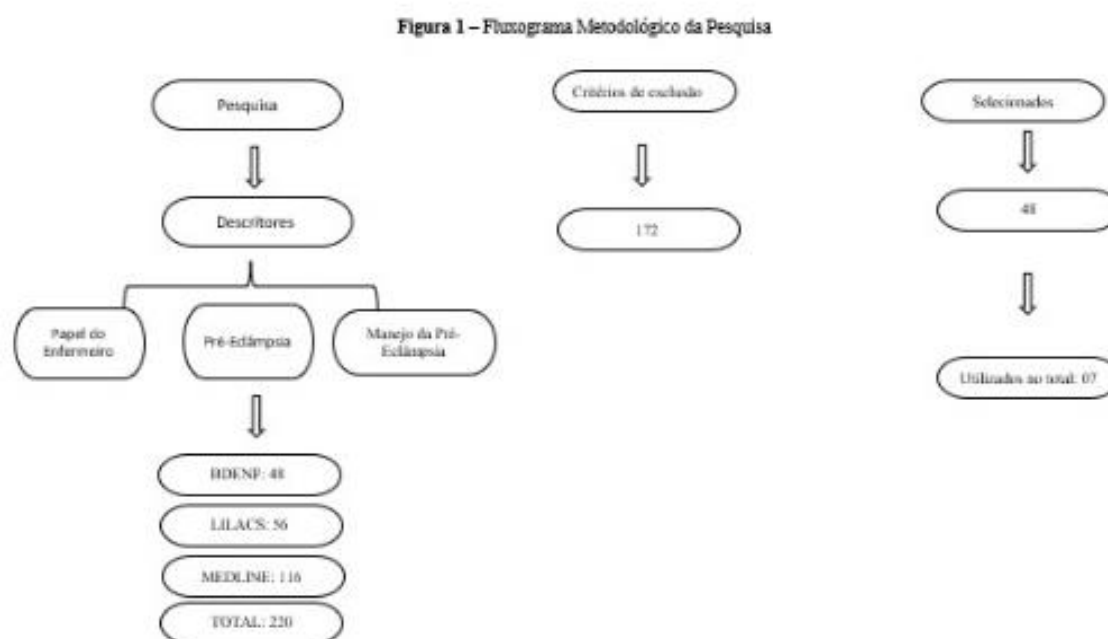 Figura 1 – Fluxograma Metodológico da Pesquisa
Pesquisa
Descritores
Papel do
Enfermeiro
Pré-Eclâmpsia
Manejo da Pré-
Eclâmpsia
BDENF: 48
LILACS: 56
MEDLINE: 116
TOTAL: 220
Critérios de exclusão
172
Selecionados
48
Utilizados no total: 07